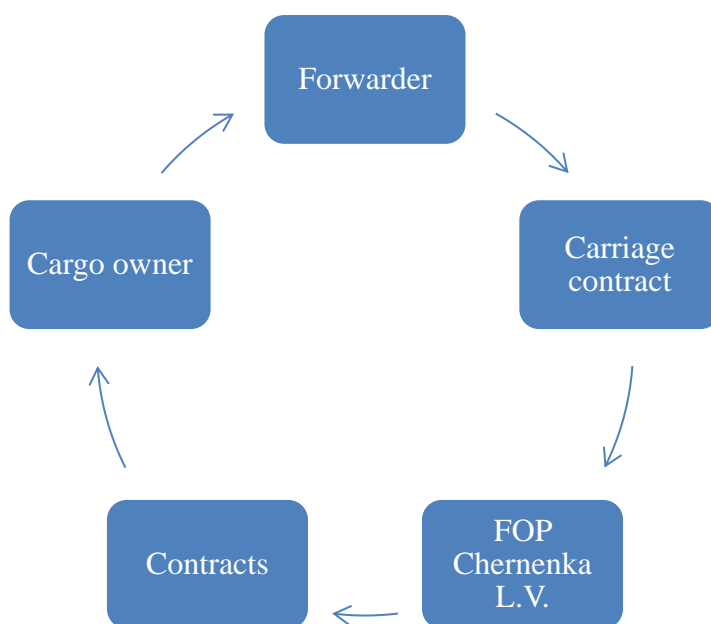 Forwarder
Cargo owner
Carriage
contract
Contracts
FOP
Chernenka
L.V.